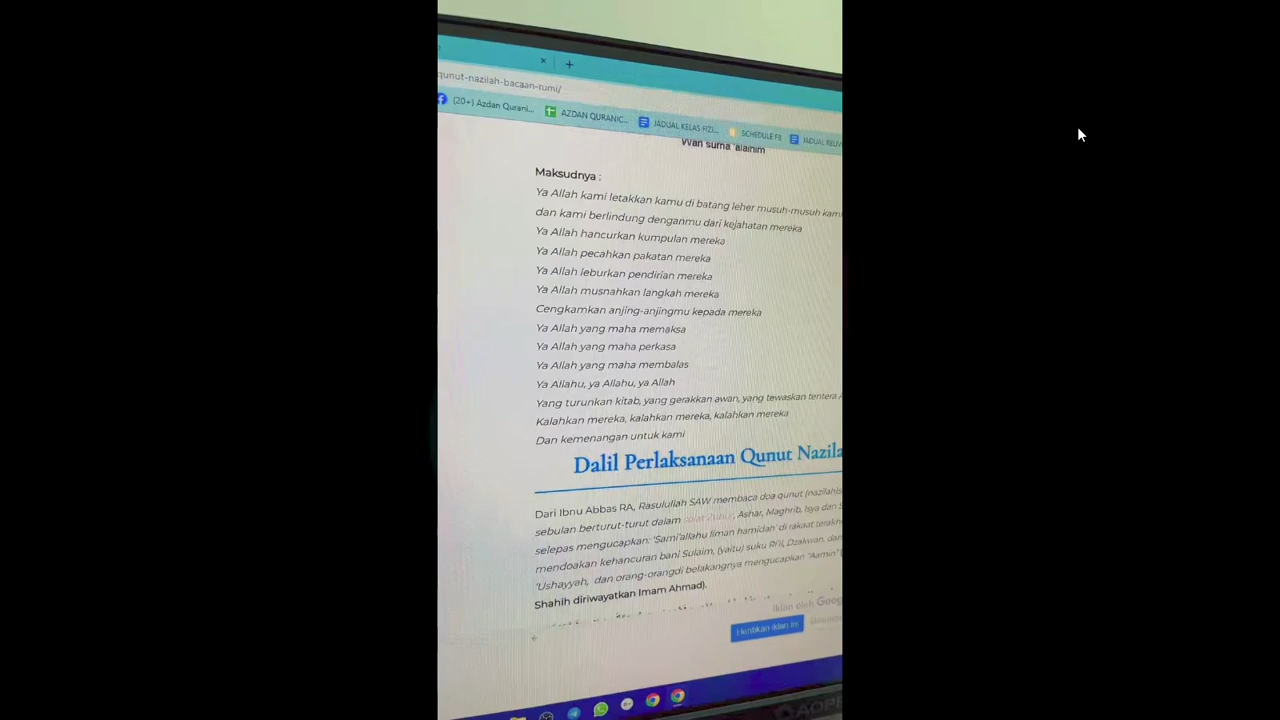 qunut-nazilah-bacaan-rumi/
(20+) Azdan Qurani... AZDAN QURANIC... JADUAL KELAS FIZI... SCHEDULE FB JADUAL
Maksudnya :
Ya Allah kami letakkan kamu di batang leher musuh-musuh kami
dan kami berlindung denganmu dari kejahatan mereka
Ya Allah hancurkan kumpulan mereka
Ya Allah pecahkan pakatan mereka
Ya Allah leburkan pendirian mereka
Ya Allah musnahkan langkah mereka
Cengkamkan anjing-anjingmu kepada mereka
Ya Allah yang maha memaksa
Ya Allah yang maha perkasa
Ya Allah yang maha membalas
Ya Allahu, ya Allahu, ya Allah
Yang turunkan kitab, yang gerakkan awan, yang tewaskan tentera
Kalahkan mereka, kalahkan mereka, kalahkan mereka
Dan kemenangan untuk kami
Dalil Perlaksanaan Qunut Nazila
Dari Ibnu Abbas RA, Rasulullah SAW membaca doa qunut
sebulan berturut-turut dalam Ashar, Maghrib, Isya dan
selepas mengucapkan: 'Sami'allahu liman hamidah' di rakaat
mendoakan kehancuran bani Sulaim, (yaitu) suku Ri'il, Dzakwan, dan
'Ushayyah, dan orang-orangdi belakangnya mengucapkan "Aamin"
Shahih diriwayatkan Imam Ahmad).
Iklan oleh Goog
Hentikan iklan ini